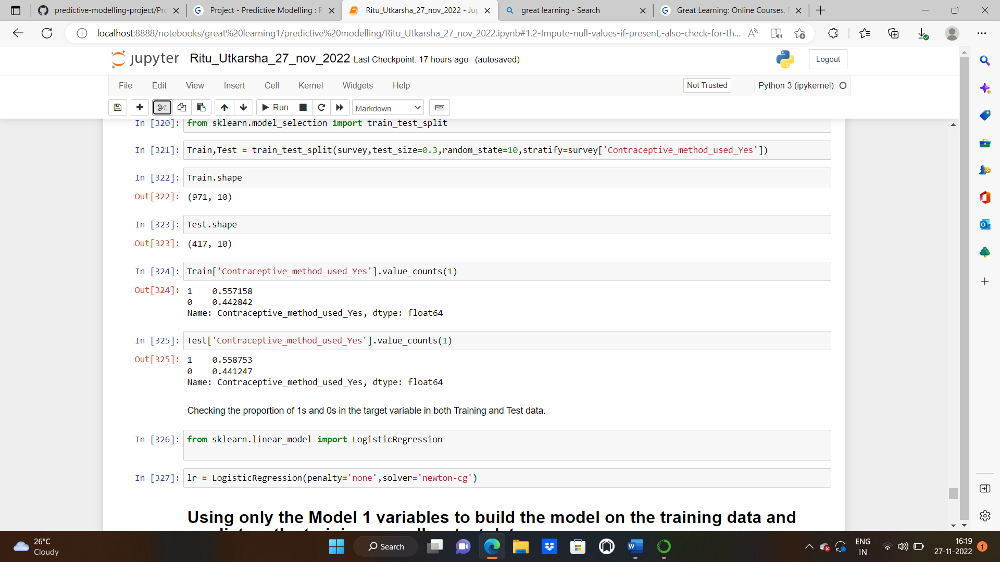 predictive-modelling-project/Pro
Project - Predictive Modelling : P
Ritu_Utkarsha_27_nov_2022 - Jup
great learning - Search
Great Learning: Online Courses,
localhost:8888/notebooks/great%20learning1/predictive%20modelling/Ritu_Utkarsha_27_nov_2022.ipynb#1.2-Impute-null-values-if-present,-also-check-for-th...
jupyter Ritu_Utkarsha_27_nov_2022 Last Checkpoint: 17 hours ago (autosaved)
Logout
File Edit View Insert Cell Kernel Widgets Help
Not Trusted
Python 3 (ipykernel)
Run
Markdown
In [320]: from sklearn.model_selection import train_test_split
In [321]: Train,Test = train_test_split(survey,test_size=0.3,random_state=10,stratify=survey['Contraceptive_method_used_Yes'])
In [322]: Train.shape
Out[322]: (971, 10)
In [323]: Test.shape
Out[323]: (417, 10)
In [324]: Train['Contraceptive_method_used_Yes'].value_counts(1)
Out[324]: 1    0.557158
0    0.442842
Name: Contraceptive_method_used_Yes, dtype: float64
In [325]: Test['Contraceptive_method_used_Yes'].value_counts(1)
Out[325]: 1    0.558753
0    0.441247
Name: Contraceptive_method_used_Yes, dtype: float64
Checking the proportion of 1s and 0s in the target variable in both Training and Test data.
In [326]: from sklearn.linear_model import LogisticRegression
In [327]: lr = LogisticRegression(penalty='none',solver='newton-cg')
Using only the Model 1 variables to build the model on the training data and
26°C
Cloudy
Search
ENG
IN
16:19
27-11-2022
1